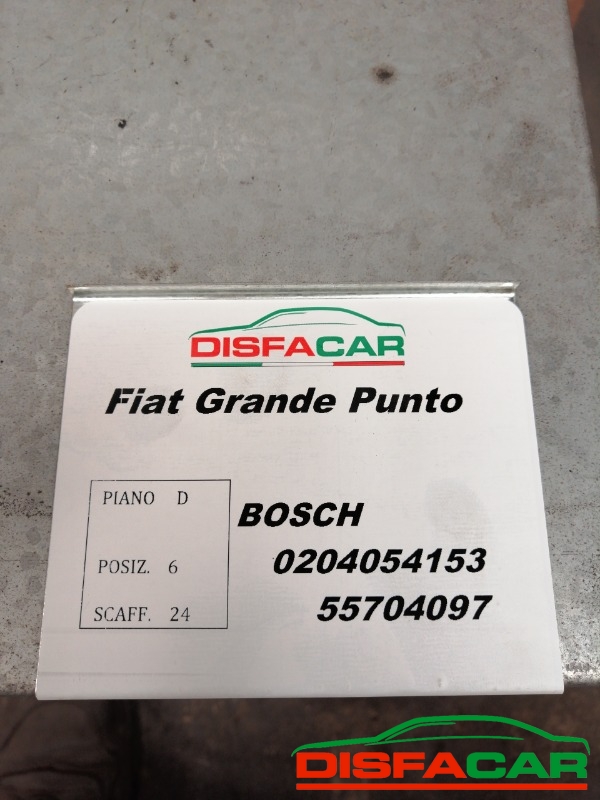 DISFACAR
Fiat Grande Punto
PIANO D
POSIZ. 6
SCAFF. 24
BOSCH
0204054153
55704097
DISFACAR